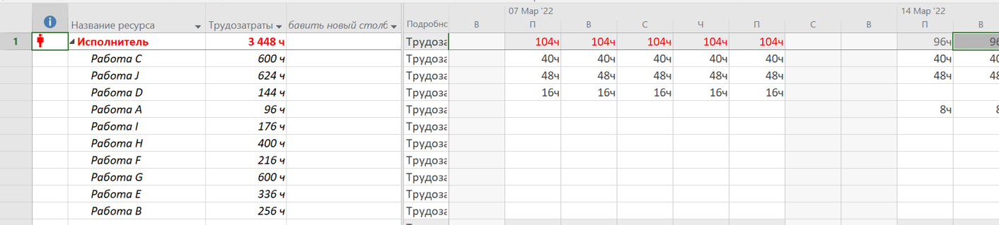 07 Мар '22 14 Мар '22
Название ресурса Трудозатраты бавить новый столб Подробно В П В С Ч П С В П В
1 Исполнитель 3 448 ч Трудоза 104ч 104ч 104ч 104ч 104ч 96ч 96
Работа C 600 ч Трудоза 40ч 40ч 40ч 40ч 40ч 40ч 40
Работа J 624 ч Трудоза 48ч 48ч 48ч 48ч 48ч 48ч 48
Работа D 144 ч Трудоза 16ч 16ч 16ч 16ч 16ч
Работа A 96 ч Трудоза 8ч 8
Работа I 176 ч Трудоза
Работа H 400 ч Трудоза
Работа F 216 ч Трудоза
Работа G 600 ч Трудоза
Работа E 336 ч Трудоза
Работа B 256 ч Трудоза